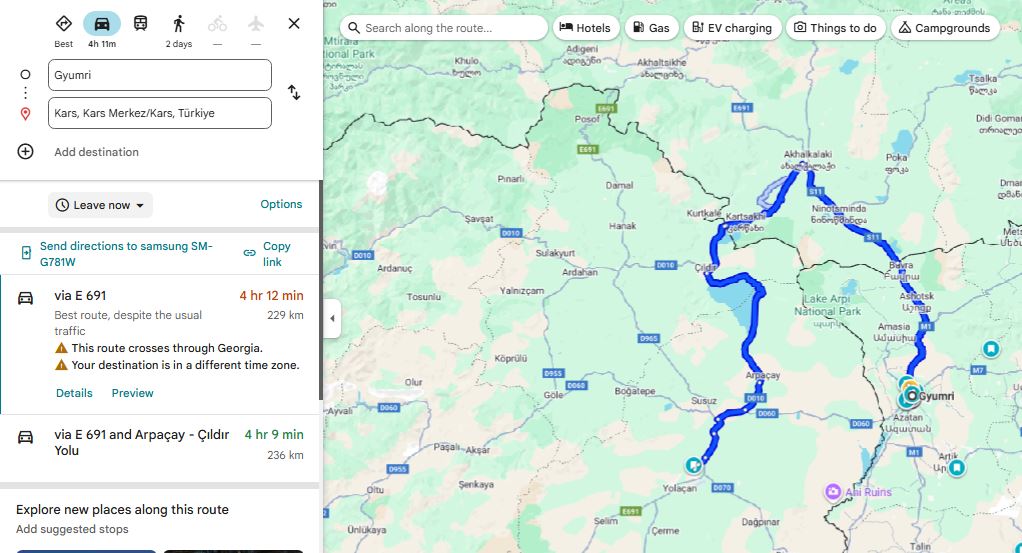 Best
4h 11m
2 days
—
—
Gyumri
Kars, Kars Merkez/Kars, Türkiye
Add destination
Leave now
Options
Send directions to samsung SM-
G781W
Copy
link
via E 691
4 hr 12 min
Best route, despite the usual
traffic
229 km
This route crosses through Georgia.
Your destination is in a different time zone.
Details
Preview
via E 691 and Arpaçay - Çıldır
Yolu
4 hr 9 min
236 km
Explore new places along this route
Add suggested stops
Search along the route...
Hotels
Gas
EV charging
Things to do
Campgrounds
Mtirala
National Park
Khulo
ხულო
Adigeni
ადიგენი
Akhaltsikhe
ახალციხე
Tsalka
წალკა
Didi Goma
E691
E691
Posof
E691
Akhalkalaki
ახალქალაქი
Poka
ფოკა
Pınarlı
Damal
S11
Ninotsminda
ნინოწმინდა
Kurtkale
Kartsakhi
კარწახი
Şavşat
Hanak
D010
S11
Sulakyurt
D010
Ardanuç
Ardahan
D010
Çıldır
Bavra
Բավրա
Yalnızçam
Tosunlu
Lake Arpi
National Park
Ashotsk
Աշոցք
Amasia
Ամասիա
M1
D965
Köprülü
Arpaçay
M7
D955
D060
Olur
Göle
Boğatepe
Susuz
D010
D060
Gyumri
Ayvalı
D060
D060
Azatan
Ազատան
M1
Paşalı
Akşar
D955
Artik
Oltu
Şenkaya
Yolaçan
D070
Ani Ruins
E691
Ünlükaya
Selim
Çerme
Dağpınar
Talin